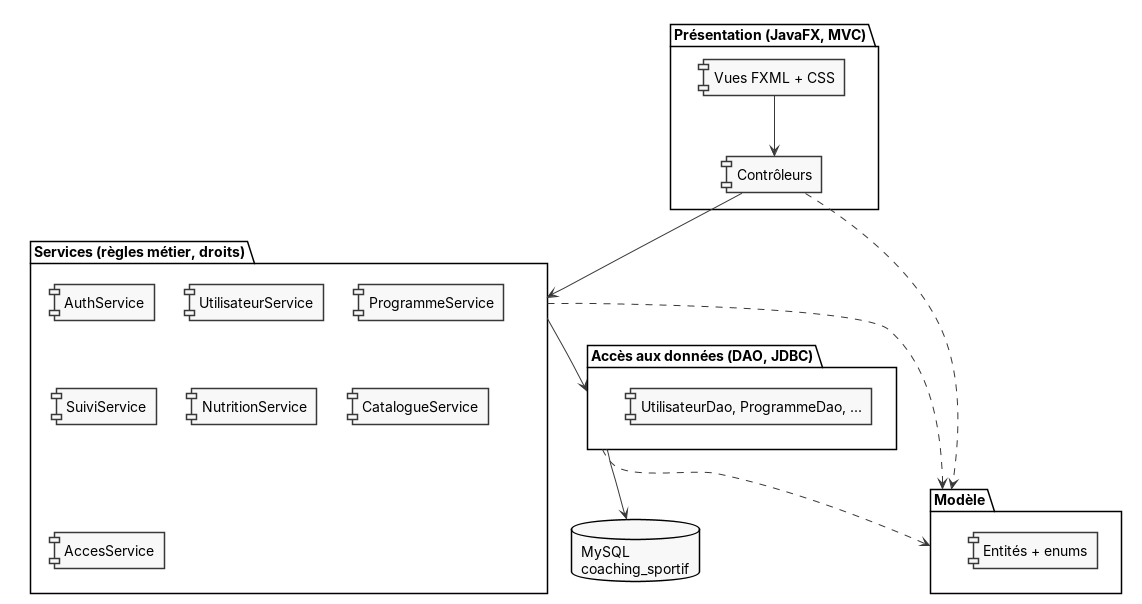 Présentation (JavaFX, MVC)
Vues FXML + CSS
Contrôleurs
Services (règles métier, droits)
AuthService
UtilisateurService
ProgrammeService
SuiviService
NutritionService
CatalogueService
AccesService
Accès aux données (DAO, JDBC)
UtilisateurDao, ProgrammeDao, ...
MySQL
coaching_sportif
Modèle
Entités + enums